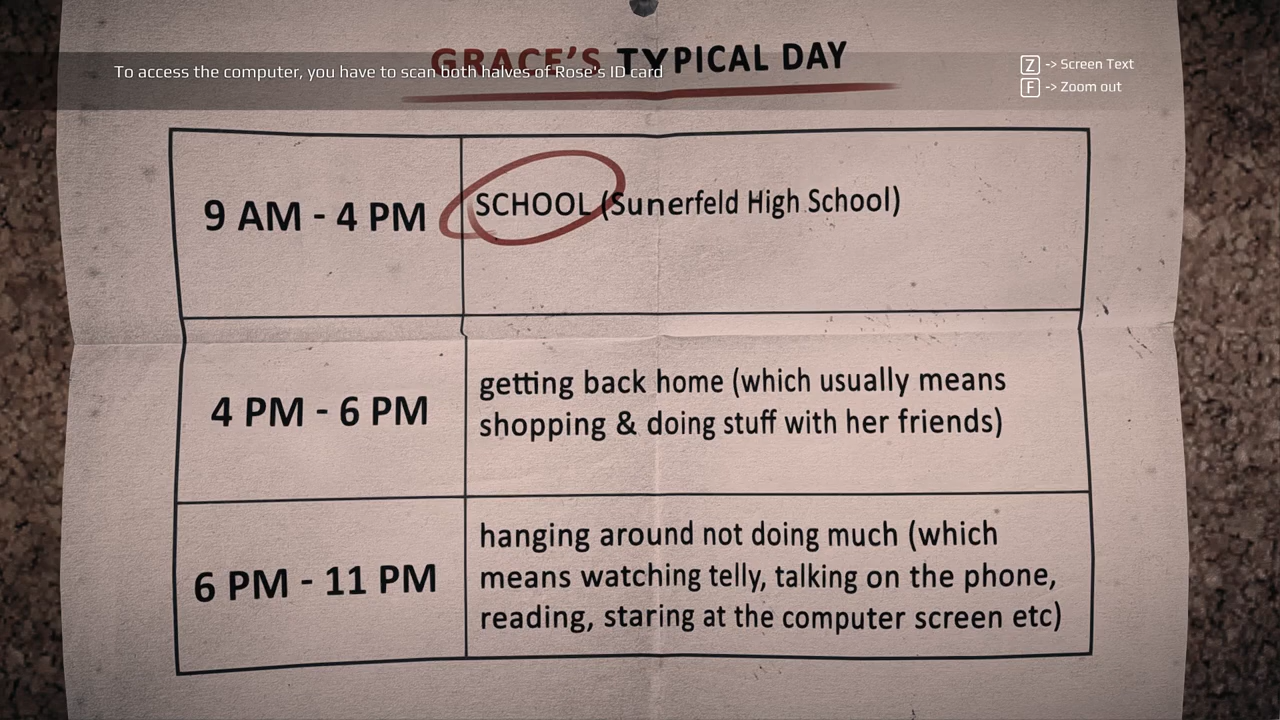 GRACE'S TYPICAL DAY
To access the computer, you have to scan both halves of Rose's ID card
Z -> Screen Text
F -> Zoom out
9 AM - 4 PM
SCHOOL (Sunerfeld High School)
4 PM - 6 PM
getting back home (which usually means
shopping & doing stuff with her friends)
6 PM - 11 PM
hanging around not doing much (which
means watching telly, talking on the phone,
reading, staring at the computer screen etc)